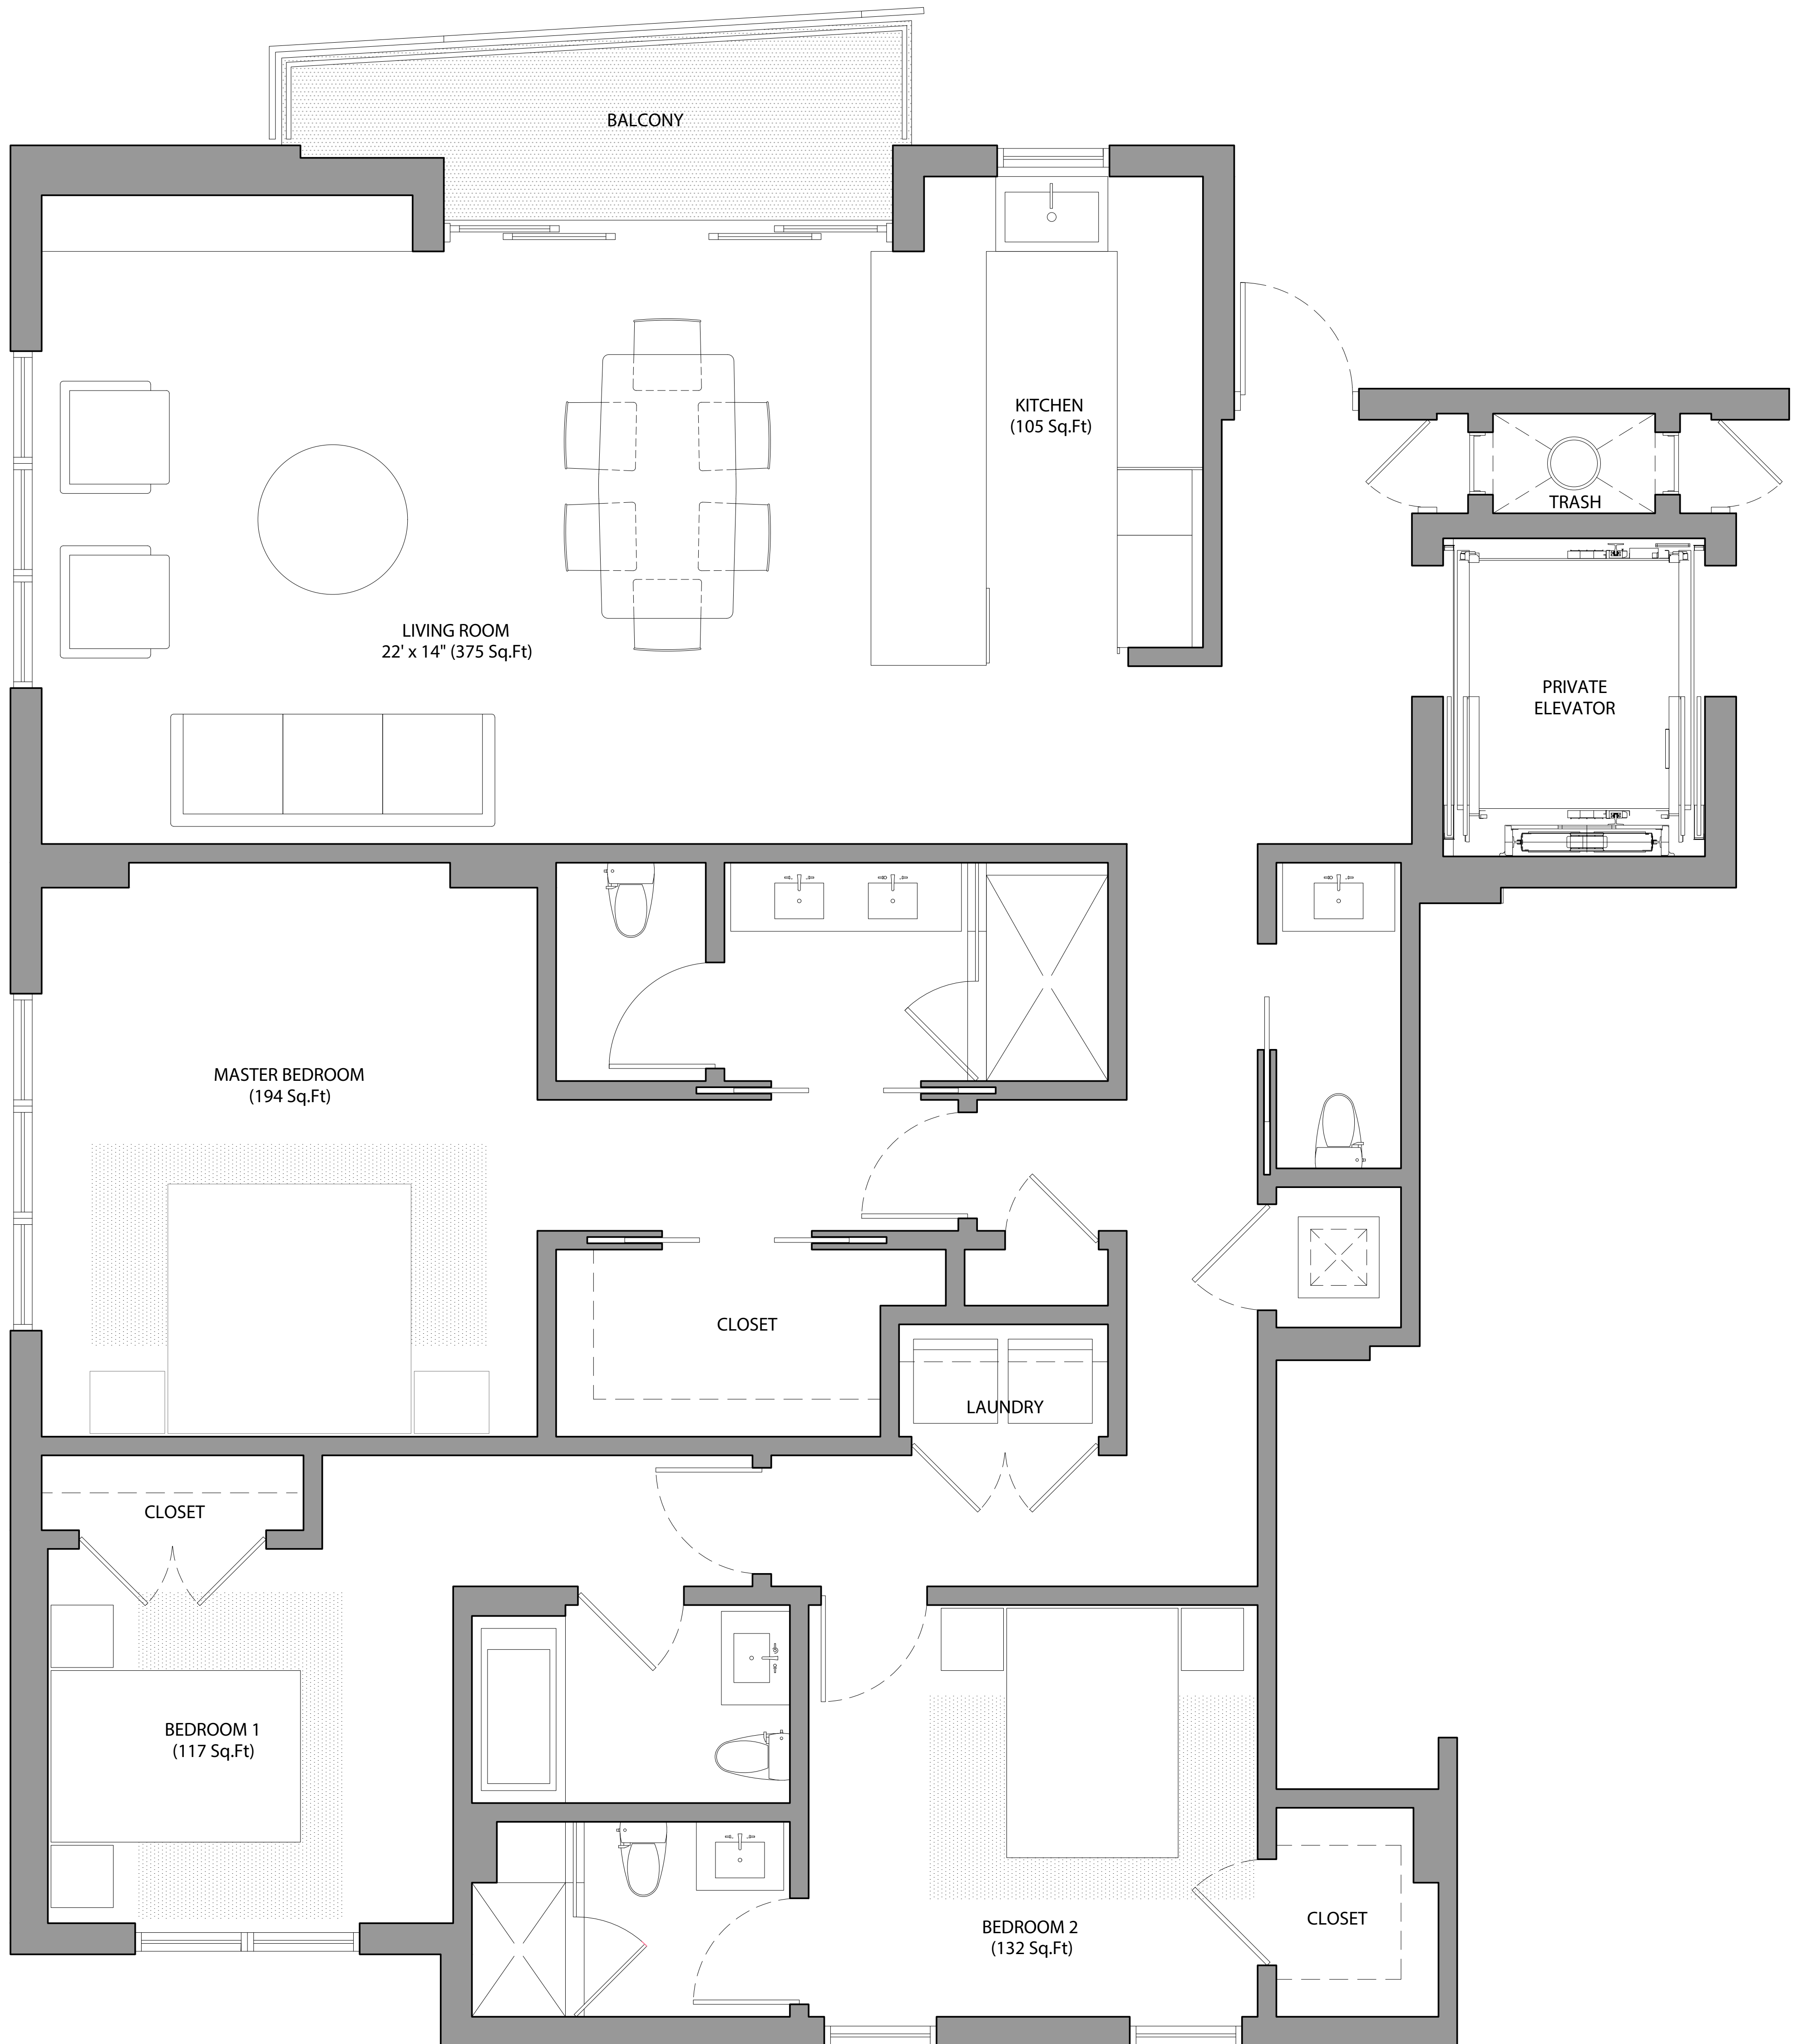 BALCONY
KITCHEN
(105 Sq.Ft)
TRASH
LIVING ROOM
22' x 14" (375 Sq.Ft)
PRIVATE
ELEVATOR
MASTER BEDROOM
(194 Sq.Ft)
CLOSET
LAUNDRY
CLOSET
BEDROOM 1
(117 Sq.Ft)
BEDROOM 2
(132 Sq.Ft)
CLOSET